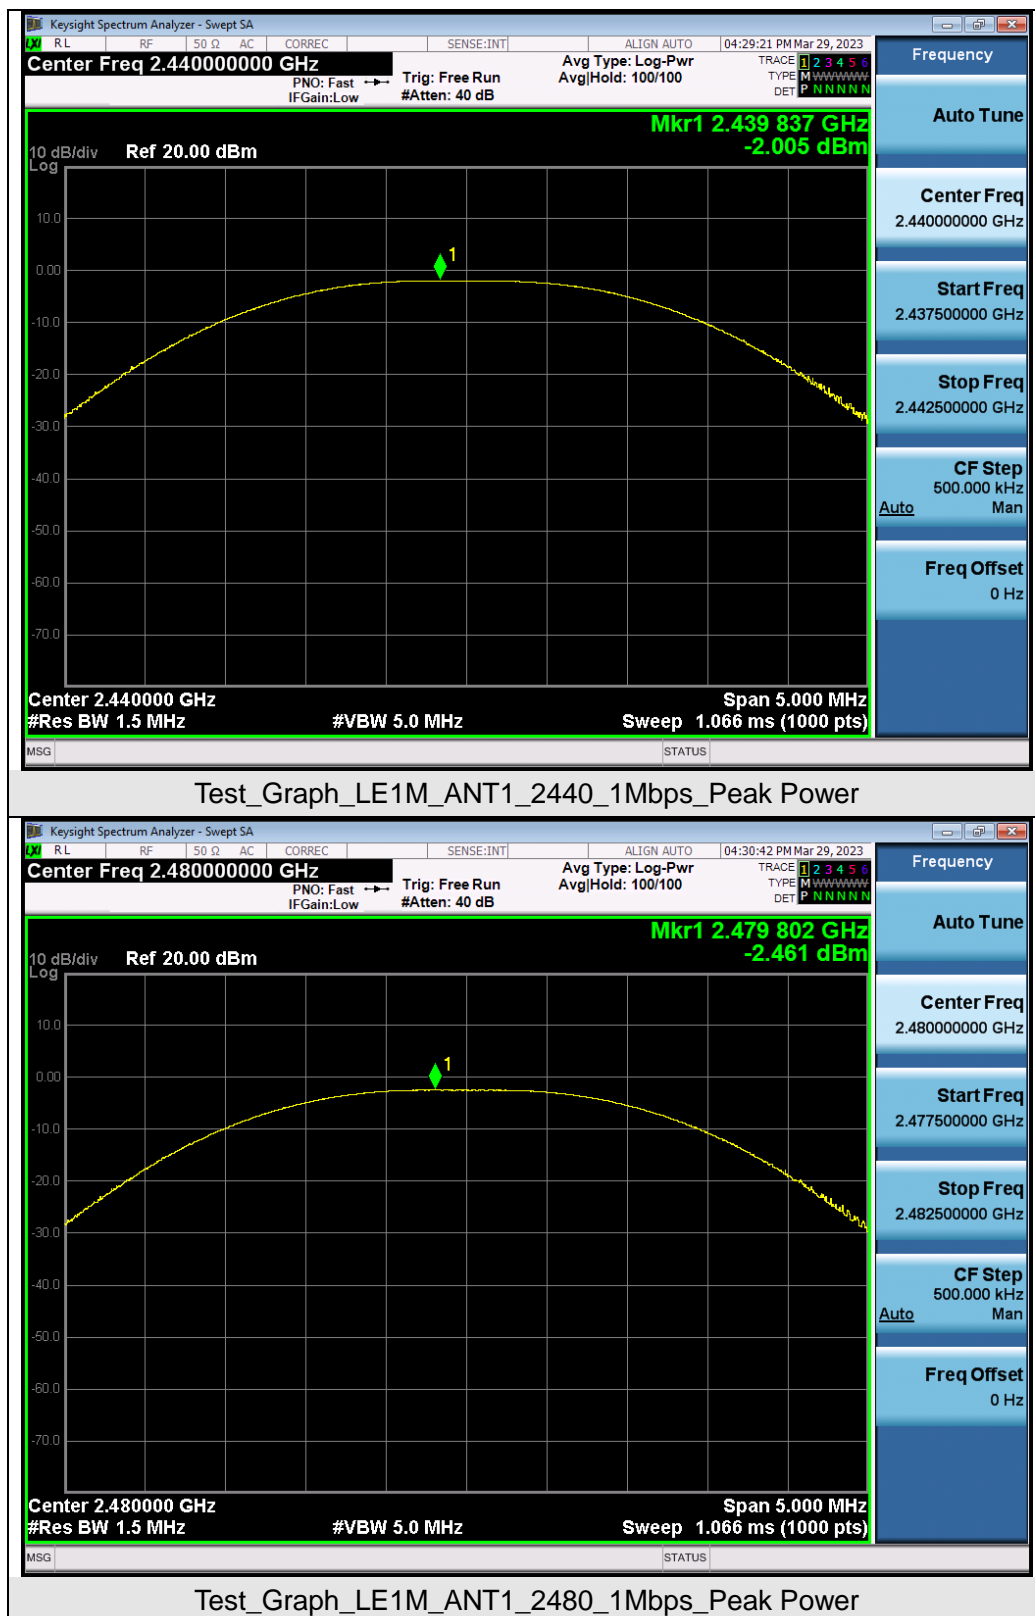 Keysight Spectrum Analyzer - Swept SA
LXI RL RF 50 Ω AC CORREC SENSE:INT ALIGN AUTO 04:29:21 PM Mar 29, 2023
Center Freq 2.440000000 GHz
PNO: Fast
IFGain:Low
Trig: Free Run
#Atten: 40 dB
Avg Type: Log-Pwr
Avg|Hold: 100/100
TRACE 1 2 3 4 5 6
TYPE M WWWWW
DET P N N N N N
Mkr1 2.439 837 GHz
-2.005 dBm
10 dB/div Ref 20.00 dBm
Log
10.0
0.00
-10.0
-20.0
-30.0
-40.0
-50.0
-60.0
-70.0
1
Center 2.440000 GHz Span 5.000 MHz
#Res BW 1.5 MHz #VBW 5.0 MHz Sweep 1.066 ms (1000 pts)
MSG STATUS
Frequency
Auto Tune
Center Freq
2.440000000 GHz
Start Freq
2.437500000 GHz
Stop Freq
2.442500000 GHz
CF Step
500.000 kHz
Auto Man
Freq Offset
0 Hz
Test_Graph_LE1M_ANT1_2440_1Mbps_Peak Power
Keysight Spectrum Analyzer - Swept SA
LXI RL RF 50 Ω AC CORREC SENSE:INT ALIGN AUTO 04:30:42 PM Mar 29, 2023
Center Freq 2.480000000 GHz
PNO: Fast
IFGain:Low
Trig: Free Run
#Atten: 40 dB
Avg Type: Log-Pwr
Avg|Hold: 100/100
TRACE 1 2 3 4 5 6
TYPE M WWWWW
DET P N N N N N
Mkr1 2.479 802 GHz
-2.461 dBm
10 dB/div Ref 20.00 dBm
Log
10.0
0.00
-10.0
-20.0
-30.0
-40.0
-50.0
-60.0
-70.0
1
Center 2.480000 GHz Span 5.000 MHz
#Res BW 1.5 MHz #VBW 5.0 MHz Sweep 1.066 ms (1000 pts)
MSG STATUS
Frequency
Auto Tune
Center Freq
2.480000000 GHz
Start Freq
2.477500000 GHz
Stop Freq
2.482500000 GHz
CF Step
500.000 kHz
Auto Man
Freq Offset
0 Hz
Test_Graph_LE1M_ANT1_2480_1Mbps_Peak Power